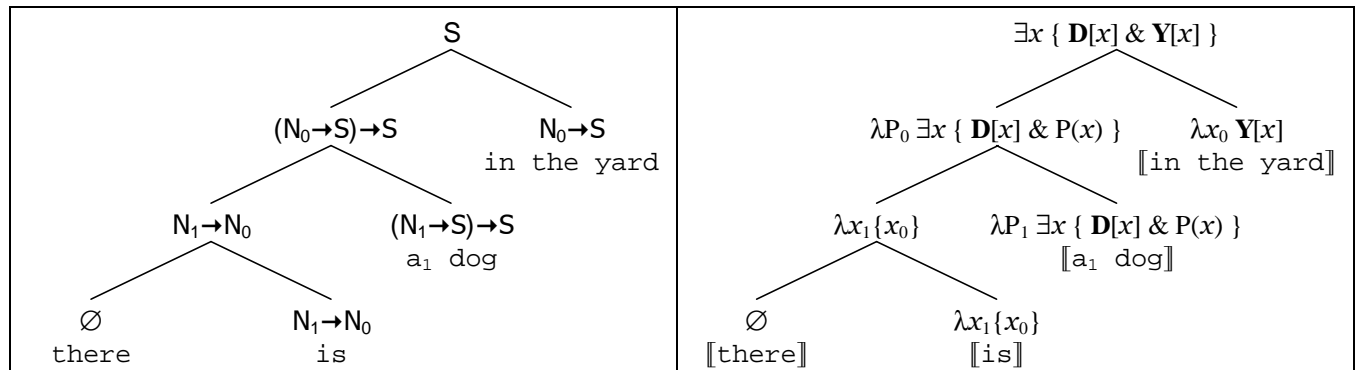 S
(N₀→S)→S N₀→S
in the yard
N₁→N₀ (N₁→S)→S
a₁ dog
∅ N₁→N₀
there is
∃x { D[x] & Y[x] }
λP₀ ∃x { D[x] & P(x) } λx₀ Y[x]
⟦in the yard⟧
λx₁{x₀} λP₁ ∃x { D[x] & P(x) }
⟦a₁ dog⟧
∅ λx₁{x₀}
⟦there⟧ ⟦is⟧